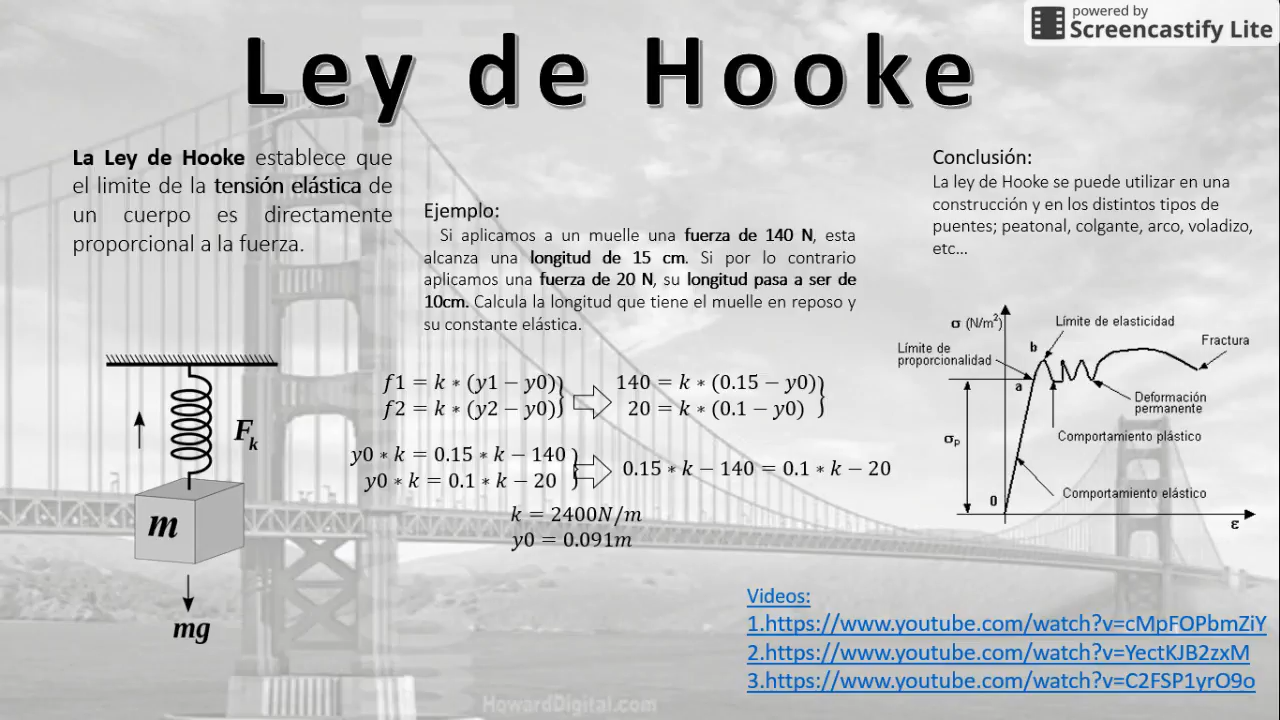 powered by
Screencastify Lite
Ley de Hooke
La Ley de Hooke establece que
el limite de la tensión elástica de
un cuerpo es directamente
proporcional a la fuerza.
Ejemplo:
Si aplicamos a un muelle una fuerza de 140 N, esta
alcanza una longitud de 15 cm. Si por lo contrario
aplicamos una fuerza de 20 N, su longitud pasa a ser de
10cm. Calcula la longitud que tiene el muelle en reposo y
su constante elástica.
f1 = k ∗ (y1 − y0)
f2 = k ∗ (y2 − y0)
140 = k ∗ (0.15 − y0)
20 = k ∗ (0.1 − y0)
y0 ∗ k = 0.15 ∗ k − 140
y0 ∗ k = 0.1 ∗ k − 20
0.15 ∗ k − 140 = 0.1 ∗ k − 20
k = 2400N/m
y0 = 0.091m
F_k
m
mg
Conclusión:
La ley de Hooke se puede utilizar en una
construcción y en los distintos tipos de
puentes; peatonal, colgante, arco, voladizo,
etc...
σ (N/m²)
Límite de elasticidad
b
Fractura
Límite de
proporcionalidad
a
Deformación
permanente
σ_P
Comportamiento plástico
Comportamiento elástico
0
ε
Videos:
1.https://www.youtube.com/watch?v=cMpFOPbmZiY
2.https://www.youtube.com/watch?v=YectKJB2zxM
3.https://www.youtube.com/watch?v=C2FSP1yrO9o
HowardDigital.com